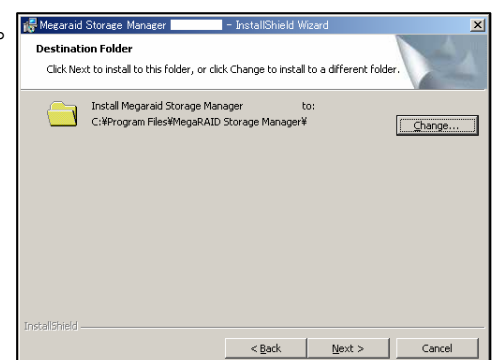 Megaraid Storage Manager - InstallShield Wizard
Destination Folder
Click Next to install to this folder, or click Change to install to a different folder.
Install Megaraid Storage Manager to:
C:¥Program Files¥MegaRAID Storage Manager¥
Change...
InstallShield
< Back Next > Cancel